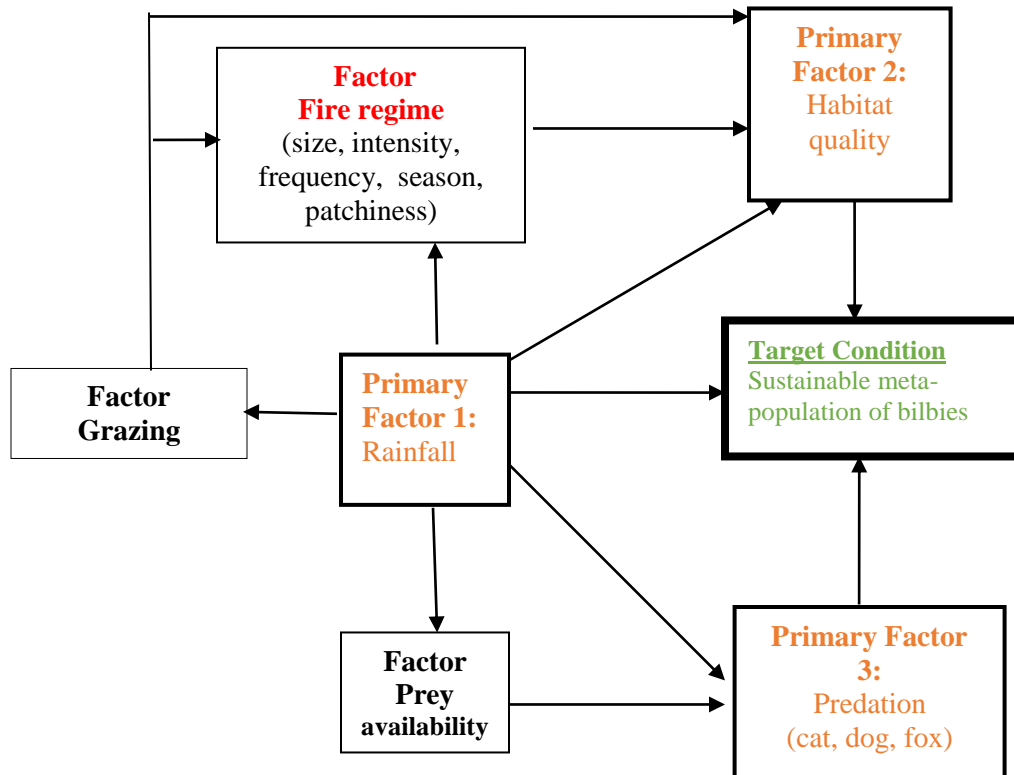 Primary
Factor 2:
Habitat
quality
Factor
Fire regime
(size, intensity,
frequency, season,
patchiness)
Target Condition
Sustainable meta-
population of bilbies
Primary
Factor 1:
Rainfall
Factor
Grazing
Factor
Prey
availability
Primary Factor
3:
Predation
(cat, dog, fox)